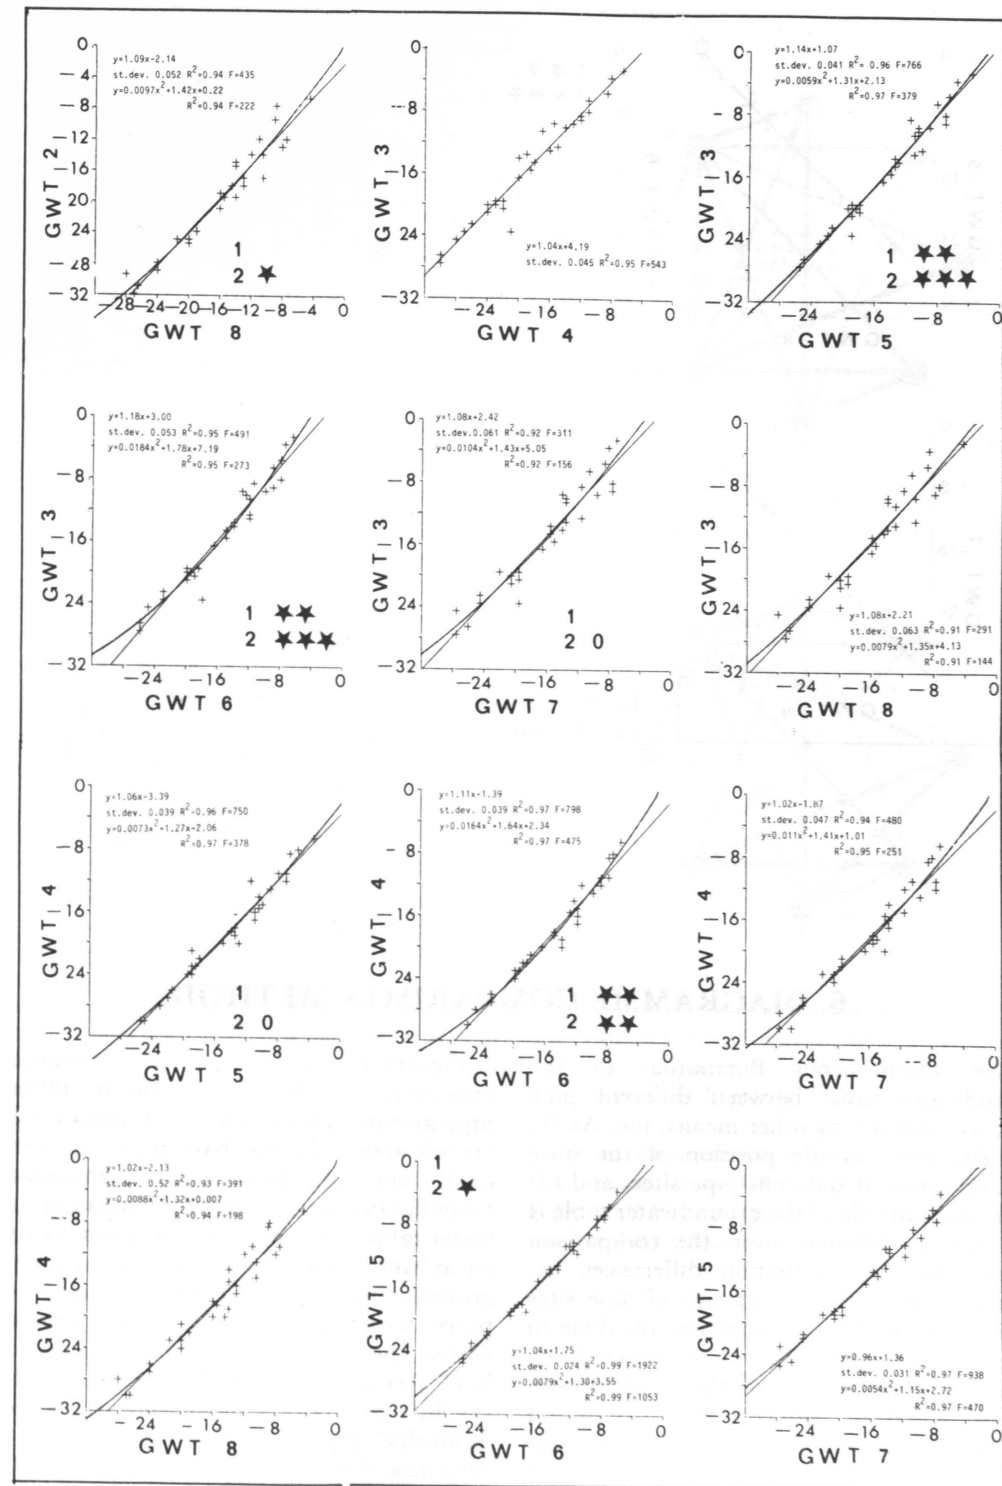 y=1.09x−2.14
st.dev. 0.052 R²=0.94 F=435
y=0.0097x²+1.42x+0.22
R²=0.94 F=222
0
−4
−8
−12
16
20
24
−28
−32
−28
−20
−12
−4
0
GWT 2
GWT 8
1
2 ★
0
−8
−16
24
−32
−24
−16
−8
0
GWT 3
GWT 4
y=1.04x+4.19
st.dev. 0.045 R²=0.95 F=543
y=1.14x+1.07
st.dev. 0.041 R²= 0.96 F=766
y=0.0059x²+1.31x+2.13
R²=0.97 F=379
0
−8
−16
24
−32
−24
−16
−8
0
GWT 3
GWT 5
1 ★★
2 ★★★
y=1.18x+3.00
st.dev. 0.053 R²=0.95 F=491
y=0.0184x²+1.78x+7.19
R²=0.95 F=273
0
−8
−16
24
−32
−24
−16
−8
0
GWT 3
GWT 6
1 ★★
2 ★★★
y=1.08x+2.42
st.dev.0.061 R²=0.92 F=311
y=0.0104x²+1.43x+5.05
R²=0.92 F=156
0
−8
−16
24
−32
−24
−16
−8
0
GWT 3
GWT 7
1
2 0
0
−8
−16
24
−32
−24
−16
−8
0
GWT 3
GWT 8
y=1.08x+2.21
st.dev. 0.063 R²=0.91 F=291
y=0.0079x²+1.35x+4.13
R²=0.91 F=144
y=1.06x−3.39
st.dev. 0.039 R²=0.96 F=750
y=0.0073x²+1.27x−2.06
R²=0.97 F=378
0
−8
16
24
−32
−24
−16
−8
0
GWT 4
GWT 5
1
2 0
y=1.11x−1.39
st.dev. 0.039 R²=0.97 F=798
y=0.0164x²+1.64x+2.34
R²=0.97 F=475
0
−8
16
24
−32
−24
−16
−8
0
GWT 4
GWT 6
1 ★★
2 ★★
y=1.02x−1.87
st.dev. 0.047 R²=0.94 F=480
y=0.011x²+1.41x+1.01
R²=0.95 F=251
0
−8
16
24
−32
−24
−16
−8
0
GWT 4
GWT 7
y=1.02x−2.13
st.dev. 0.52 R²=0.93 F=391
y=0.0088x²+1.32x+0.007
R²=0.94 F=198
0
−8
16
24
−32
−24
−16
−8
0
GWT 4
GWT 8
1
2 ★
0
−8
−16
24
−32
−24
−16
−8
0
GWT 5
GWT 6
y=1.04x+1.75
st.dev. 0.024 R²=0.99 F=1922
y=0.0079x²+1.30+3.55
R²=0.99 F=1053
0
−8
−16
−24
−32
−24
−16
−8
0
GWT 5
GWT 7
y=0.96x+1.36
st.dev. 0.031 R²=0.97 F=938
y=0.0054x²+1.15x+2.72
R²=0.97 F=470